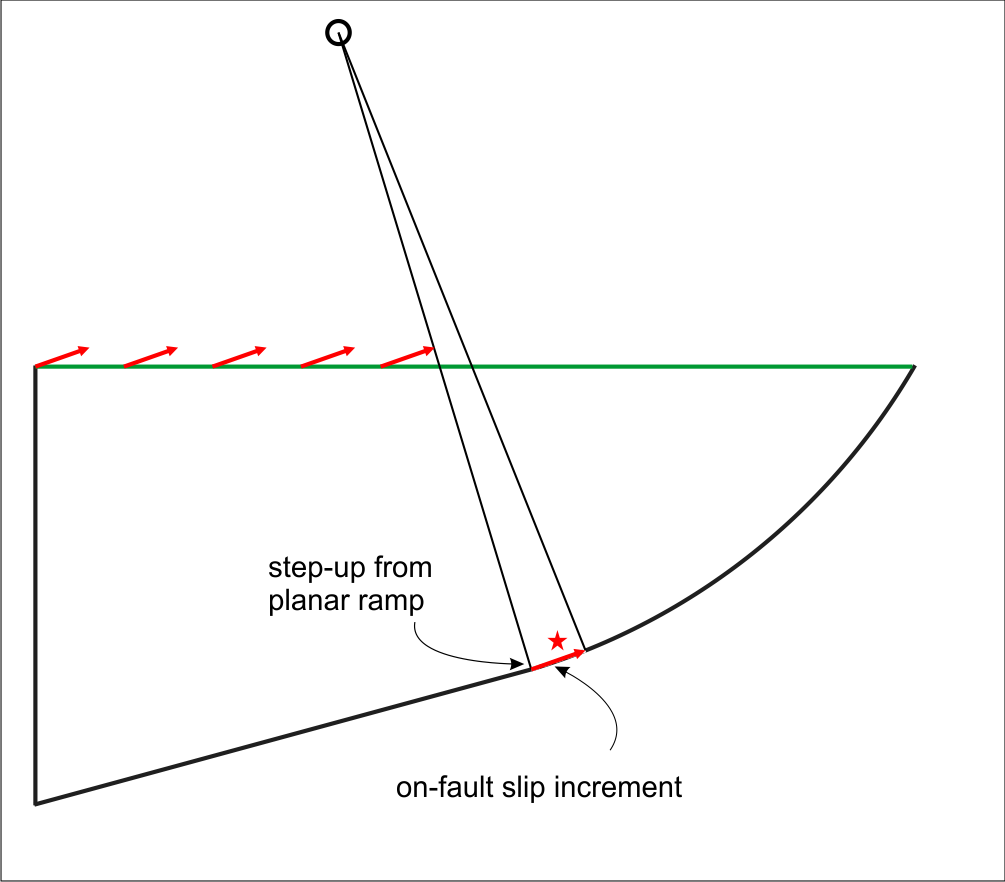 step-up from
planar ramp
on-fault slip increment